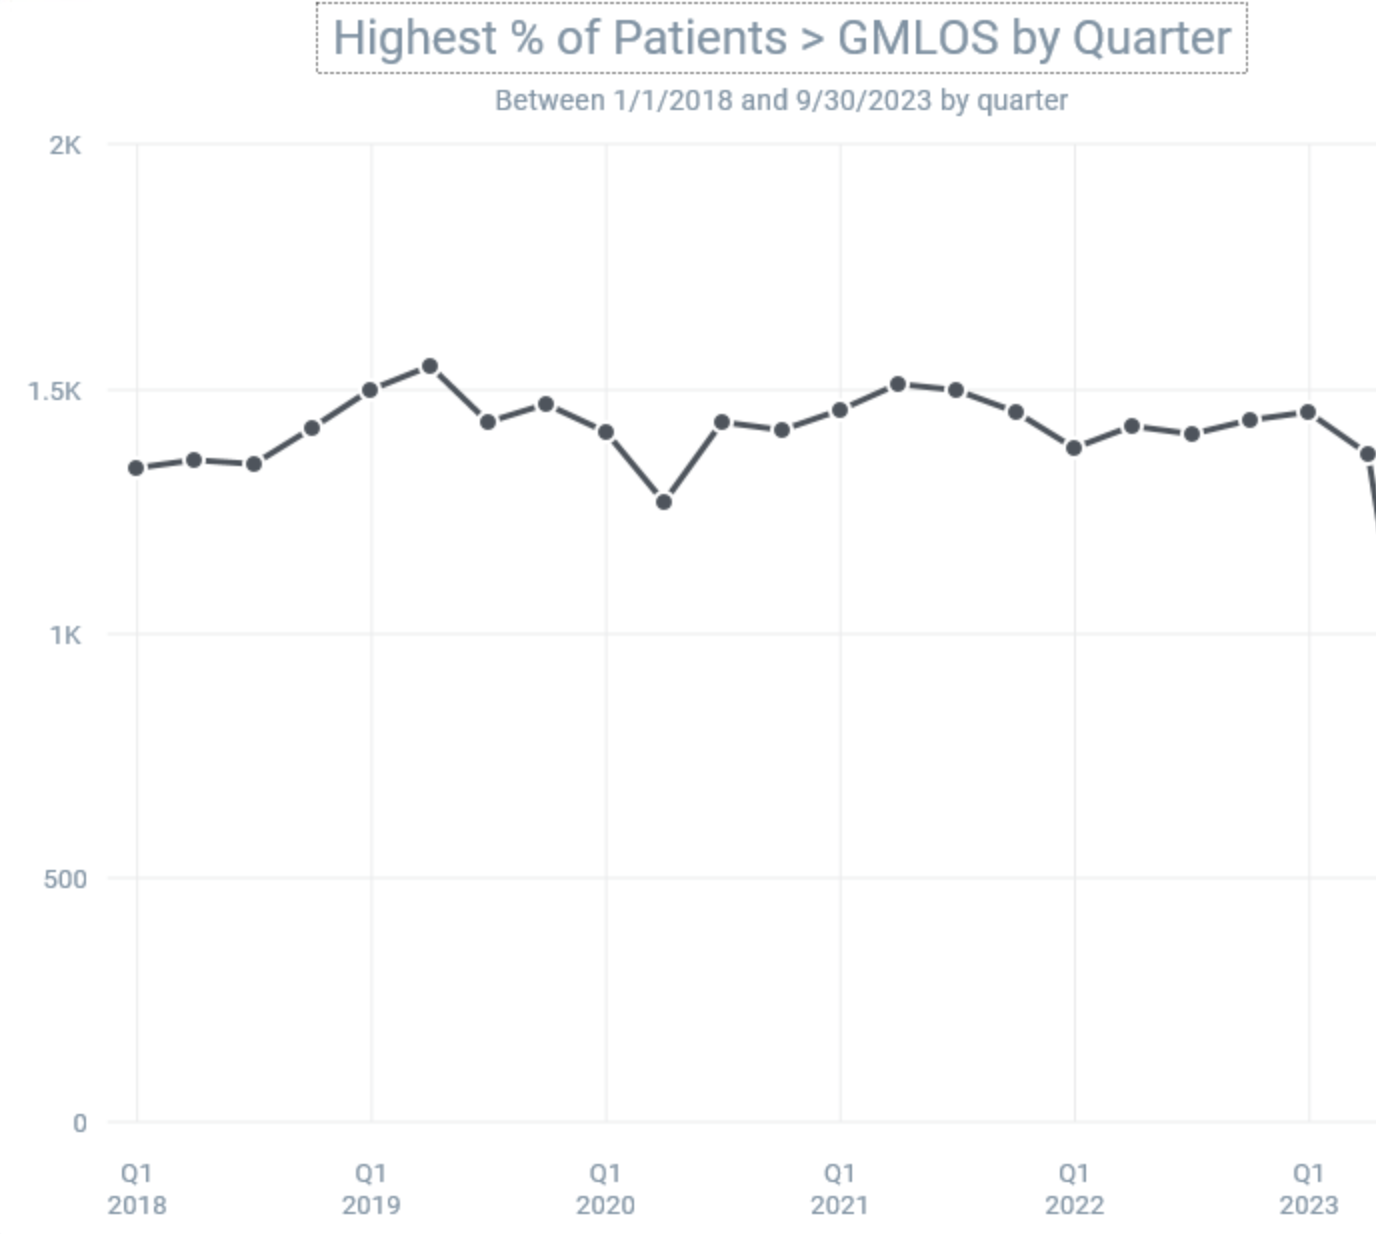 Highest % of Patients > GMLOS by Quarter
Between 1/1/2018 and 9/30/2023 by quarter
2K
1.5K
1K
500
0
Q1 Q1 Q1 Q1 Q1 Q1
2018 2019 2020 2021 2022 2023